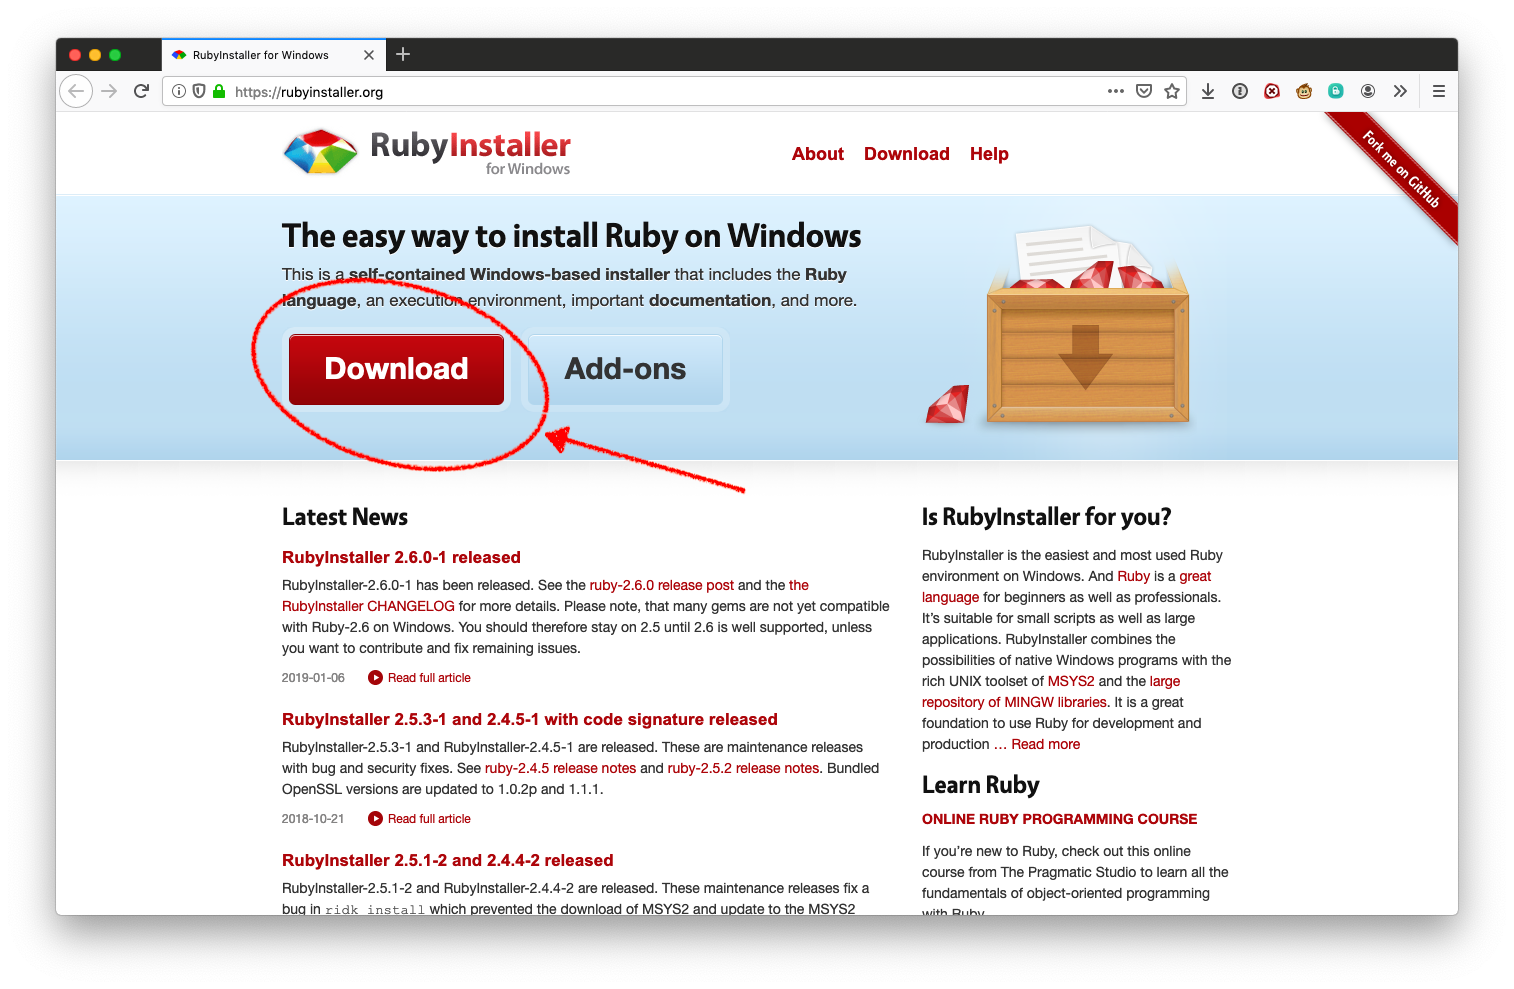 RubyInstaller for Windows
https://rubyinstaller.org
RubyInstaller
for Windows
About Download Help
Fork me on GitHub
The easy way to install Ruby on Windows
This is a self-contained Windows-based installer that includes the Ruby
language, an execution environment, important documentation, and more.
Download
Add-ons
Latest News
RubyInstaller 2.6.0-1 released
RubyInstaller-2.6.0-1 has been released. See the ruby-2.6.0 release post and the the
RubyInstaller CHANGELOG for more details. Please note, that many gems are not yet compatible
with Ruby-2.6 on Windows. You should therefore stay on 2.5 until 2.6 is well supported, unless
you want to contribute and fix remaining issues.
2019-01-06 Read full article
RubyInstaller 2.5.3-1 and 2.4.5-1 with code signature released
RubyInstaller-2.5.3-1 and RubyInstaller-2.4.5-1 are released. These are maintenance releases
with bug and security fixes. See ruby-2.4.5 release notes and ruby-2.5.2 release notes. Bundled
OpenSSL versions are updated to 1.0.2p and 1.1.1.
2018-10-21 Read full article
RubyInstaller 2.5.1-2 and 2.4.4-2 released
RubyInstaller-2.5.1-2 and RubyInstaller-2.4.4-2 are released. These maintenance releases fix a
bug in ridk install which prevented the download of MSYS2 and update to the MSYS2
Is RubyInstaller for you?
RubyInstaller is the easiest and most used Ruby
environment on Windows. And Ruby is a great
language for beginners as well as professionals.
It's suitable for small scripts as well as large
applications. RubyInstaller combines the
possibilities of native Windows programs with the
rich UNIX toolset of MSYS2 and the large
repository of MINGW libraries. It is a great
foundation to use Ruby for development and
production … Read more
Learn Ruby
ONLINE RUBY PROGRAMMING COURSE
If you're new to Ruby, check out this online
course from The Pragmatic Studio to learn all the
fundamentals of object-oriented programming
with Ruby.